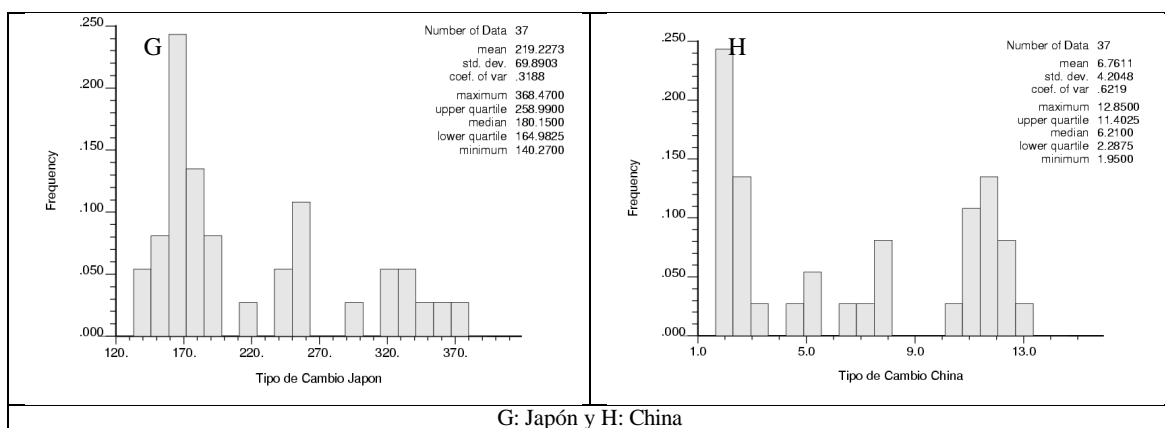 G
Number of Data 37
mean 219.2273
std. dev. 69.8903
coef. of var .3188
maximum 368.4700
upper quartile 258.9900
median 180.1500
lower quartile 164.9825
minimum 140.2700
Frequency
.250
.200
.150
.100
.050
.000
120. 170. 220. 270. 320. 370.
Tipo de Cambio Japon
H
Number of Data 37
mean 6.7611
std. dev. 4.2048
coef. of var .6219
maximum 12.8500
upper quartile 11.4025
median 6.2100
lower quartile 2.2875
minimum 1.9500
Frequency
.250
.200
.150
.100
.050
.000
1.0 5.0 9.0 13.0
Tipo de Cambio China
G: Japón y H: China